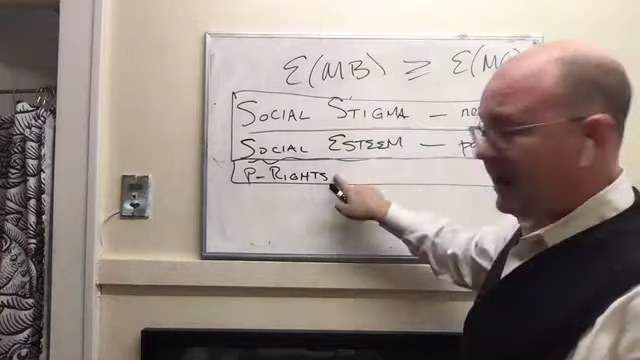 Ɛ(MB) ≥ Ɛ(M
SOCIAL STIGMA – ne
SOCIAL ESTEEM – p
P-RIGHTS